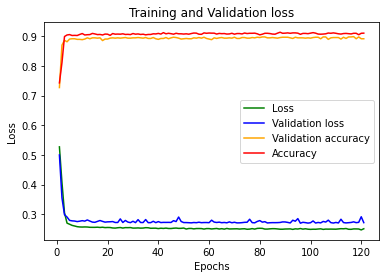 Training and Validation loss
0.9
0.8
0.7
0.6
0.5
0.4
0.3
Loss
Loss
Validation loss
Validation accuracy
Accuracy
0 20 40 60 80 100 120
Epochs